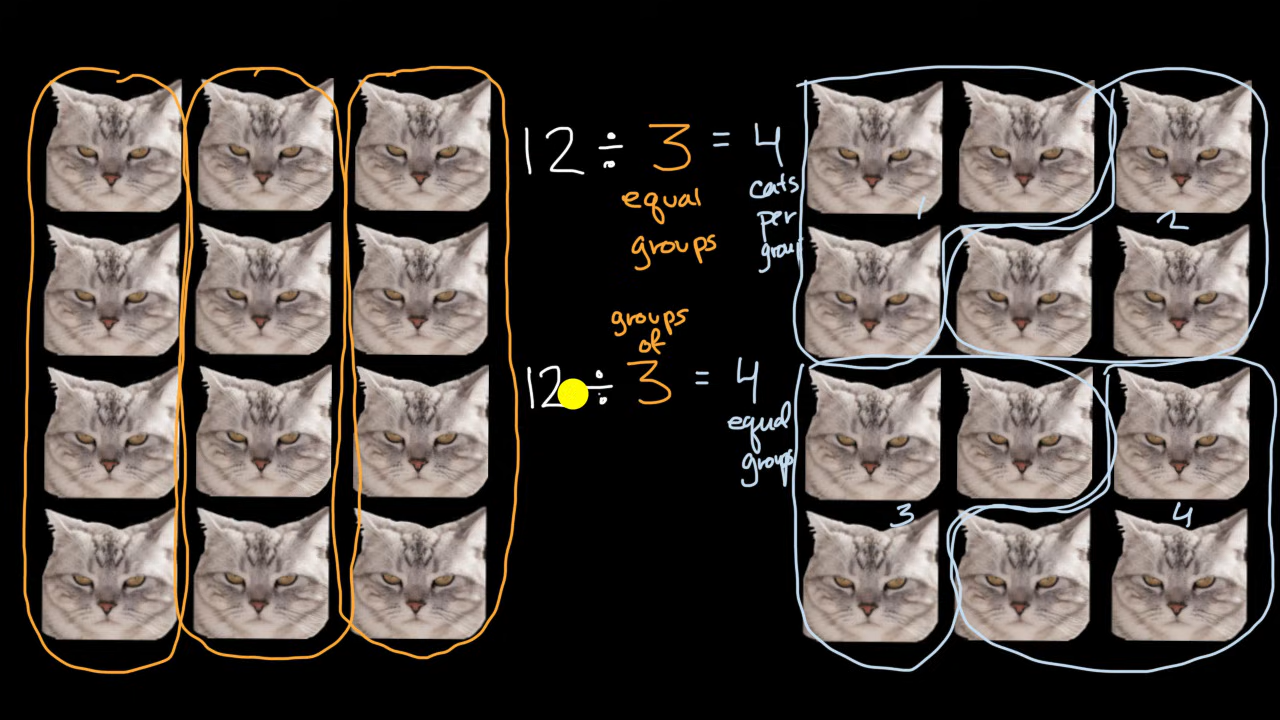 12 ÷ 3 = 4
equal
groups
cats
per
group
groups
of
12 ÷ 3 = 4
equal
groups
1
2
3
4